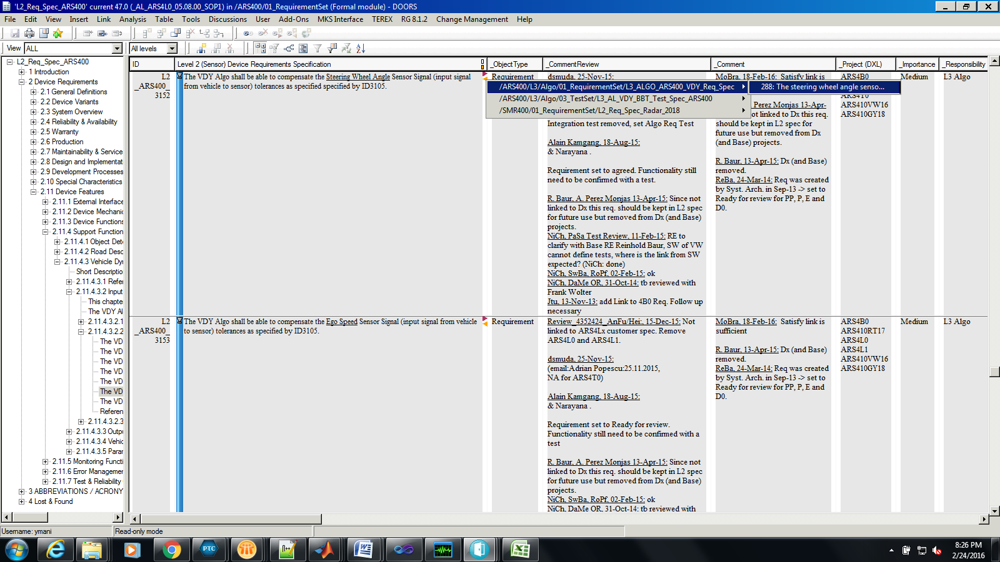 'L2_Req_Spec_ARS400' current 47.0 (_AL_ARS4L0_05.08.00_SOP1) in /ARS400/01_RequirementSet (Formal module) - DOORS
File Edit View Insert Link Analysis Table Tools Discussions User Add-Ons MKS Interface TEREX RG 8.1.2 Change Management Help
View ALL All levels
L2_Req_Spec_ARS400
1 Introduction
2 Device Requirements
2.1 General Definitions
2.2 Device Variants
2.3 System Overview
2.4 Reliability & Availability
2.5 Warranty
2.6 Production
2.7 Maintainability & Service
2.8 Design and Implementat
2.9 Development Processes
2.10 Special Characteristics
2.11 Device Features
2.11.1 External Interface
2.11.2 Device Mechanic
2.11.3 Device Functions
2.11.4 Support Function
2.11.4.1 Object Dete
2.11.4.2 Road Desc
2.11.4.3 Vehicle Dy
Short Descriptio
2.11.4.3.1 Refe
2.11.4.3.2 Input
This chapte
The VDY Al
2.11.4.3.2.1
2.11.4.3.2.2
The VD
The VD
The VD
The VD
The VD
The VD
The VD
Referen
2.11.4.3.2.3
2.11.4.3.3 Outp
2.11.4.3.4 Vehic
2.11.4.3.5 Parar
2.11.5 Monitoring Functi
2.11.6 Error Managemer
2.11.7 Test & Reliability
3 ABBREVIATIONS / ACRONY
4 Lost & Found
ID
Level 2 (Sensor) Device Requirements Specification
_ObjectType
_CommentReview
_Comment
_Project (DXL)
_Importance
_Responsibility
L2
_ARS400_
3152
The VDY Algo shall be able to compensate the Steering Wheel Angle Sensor Signal (input signal
from vehicle to sensor) tolerances as specified specified by ID3105.
Requirement
dsmuda, 25-Nov-15:
/ARS400/L3/Algo/01_RequirementSet/L3_ALGO_ARS400_VDY_Req_Spec
/ARS400/L3/Algo/03_TestSet/L3_AL_VDY_BBT_Test_Spec_ARS400
/SMR400/01_RequirementSet/L2_Req_Spec_Radar_2018
288: The steering wheel angle senso...
Integration test removed, set Algo Req Test
Alain Kamgang, 18-Aug-15:
& Narayana .
Requirement set to agreed. Functionality still
need to be confirmed with a test.
R. Baur, A. Perez Monjas 13-Apr-15: Since not
linked to Dx this req. should be kept in L2 spec
for future use but removed from Dx (and Base)
projects.
NiCh, PaSa Test Review, 11-Feb-15: RE to
clarify with Base RE Reinhold Baur, SW of VW
cannot define tests, where is the link from SW
expected? (NiCh: done)
NiCh, SwBa, RoPf, 02-Feb-15: ok
NiCh, DaMe OR, 31-Oct-14: tb reviewed with
Frank Wolter
Jtu, 13-Nov-13: add Link to 4B0 Req. Follow up
necessary
MoBra, 18-Feb-16: Satisfy link is
Perez Monjas 13-Apr-
ot linked to Dx this req.
should be kept in L2 spec for
future use but removed from Dx
(and Base) projects.
R. Baur, 13-Apr-15: Dx (and Base)
removed.
ReBa, 24-Mar-14: Req was created
by Syst. Arch. in Sep-13 -> set to
Ready for review for PP, P, E and
D0.
ARS4B0
ARS410
ARS410VW16
ARS410GY18
Medium
L3 Algo
L2
_ARS400_
3153
The VDY Algo shall be able to compensate the Ego Speed Sensor Signal (input signal from vehicle
to sensor) tolerances as specified by ID3105.
Requirement
Review_4352424_AnFu/Hei:, 15-Dec-15: Not
linked to ARS4Lx customer spec. Remove
ARS4L0 and ARS4L1.
dsmuda, 25-Nov-15:
(email:Adrian Popescu:25.11.2015,
NA for ARS4T0)
Alain Kamgang, 18-Aug-15:
& Narayana .
Requirement set to Ready for review.
Functionality still need to be confirmed with a
test
R. Baur, A. Perez Monjas 13-Apr-15: Since not
linked to Dx this req. should be kept in L2 spec
for future use but removed from Dx (and Base)
projects.
NiCh, SwBa, RoPf, 02-Feb-15: ok
NiCh, DaMe OR, 31-Oct-14: tb reviewed with
MoBra, 18-Feb-16: Satisfy link is
sufficient
R. Baur, 13-Apr-15: Dx (and Base)
removed.
ReBa, 24-Mar-14: Req was created
by Syst. Arch. in Sep-13 -> set to
Ready for review for PP, P, E and
D0.
ARS4B0
ARS410RT17
ARS4L0
ARS4L1
ARS410VW16
ARS410GY18
Medium
L3 Algo
Username: ymani
Read-only mode
PTC
8:26 PM
2/24/2016